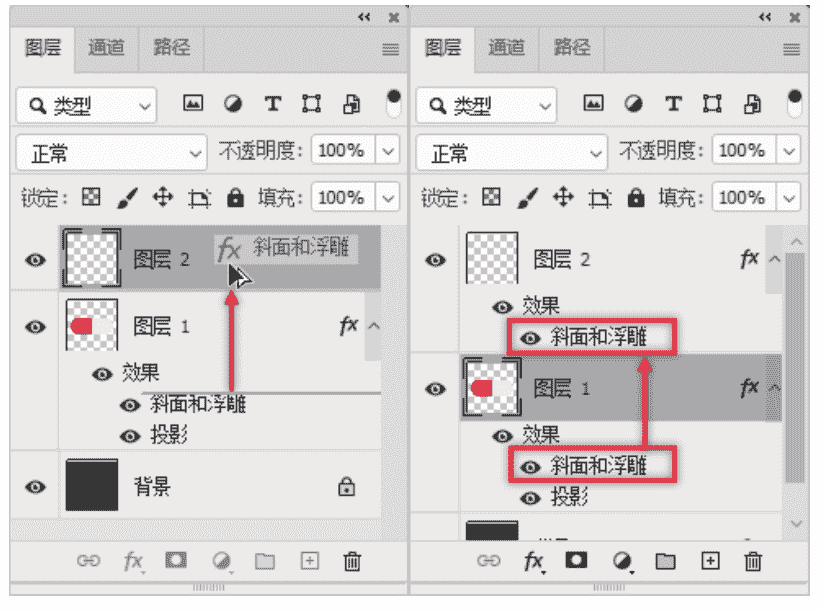 图层 通道 路径
类型 T
正常 不透明度: 100%
锁定: 填充: 100%
图层 2 fx 斜面和浮雕
图层 1 fx
效果
斜面和浮雕
投影
背景
fx
图层 通道 路径
类型 T
正常 不透明度: 100%
锁定: 填充: 100%
图层 2 fx
效果
斜面和浮雕
图层 1 fx
效果
斜面和浮雕
投影
fx